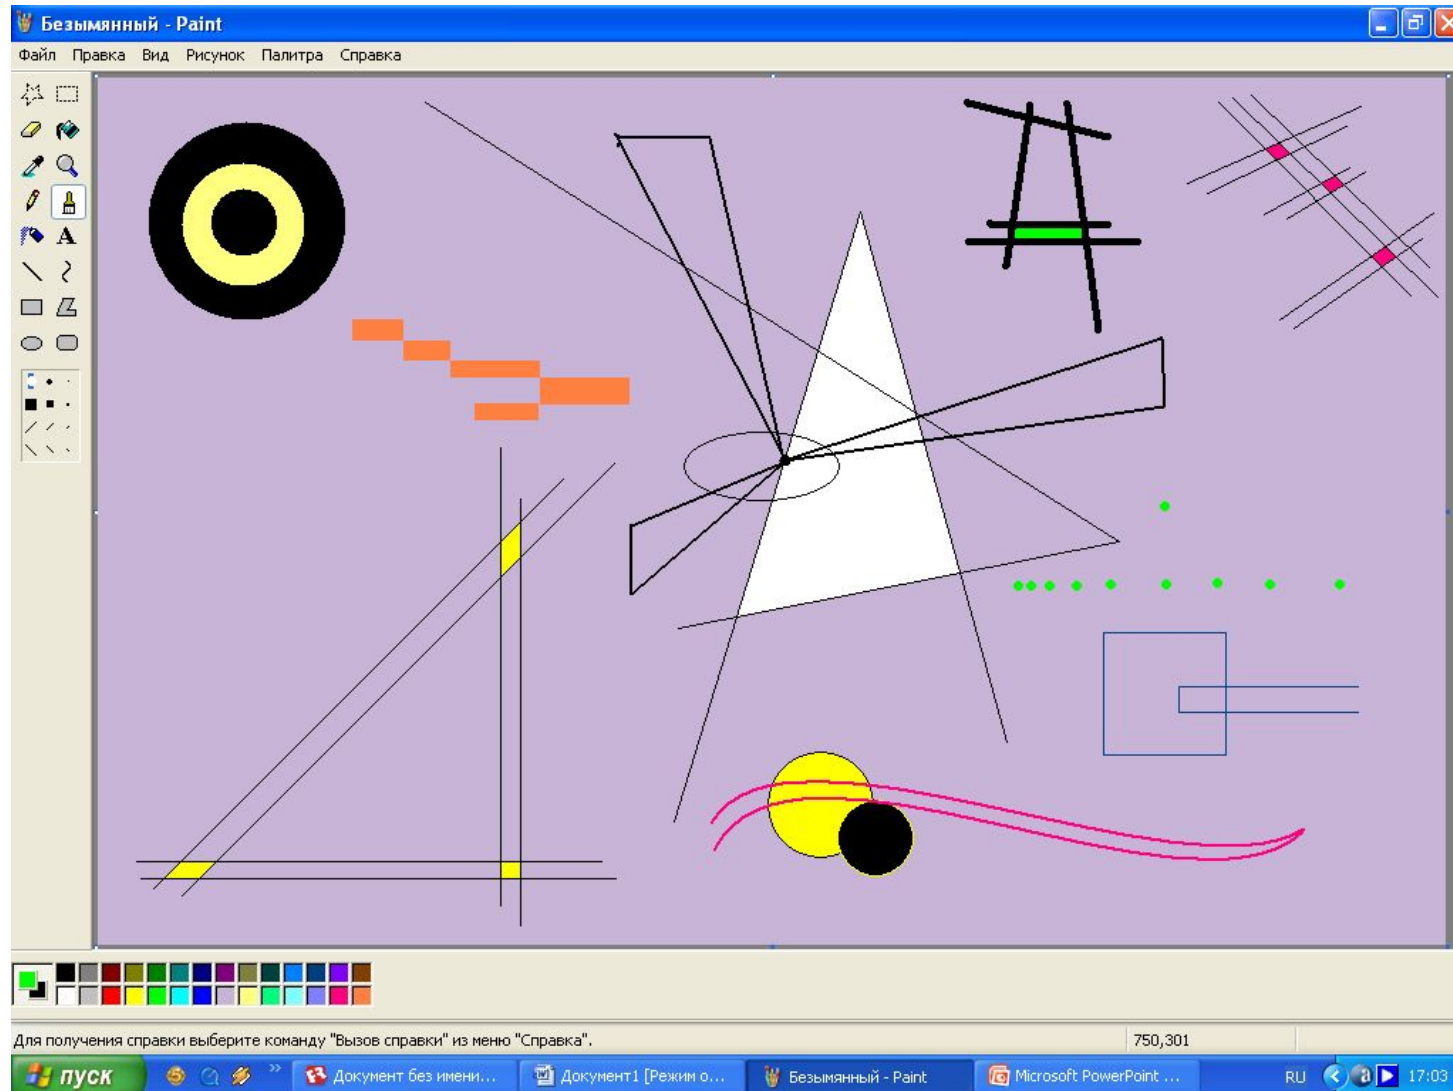 Безымянный - Paint
Файл Правка Вид Рисунок Палитра Справка
A
Для получения справки выберите команду "Вызов справки" из меню "Справка".
750,301
пуск
Документ без имени...
Документ1 [Режим о...
Безымянный - Paint
Microsoft PowerPoint ...
RU
17:03